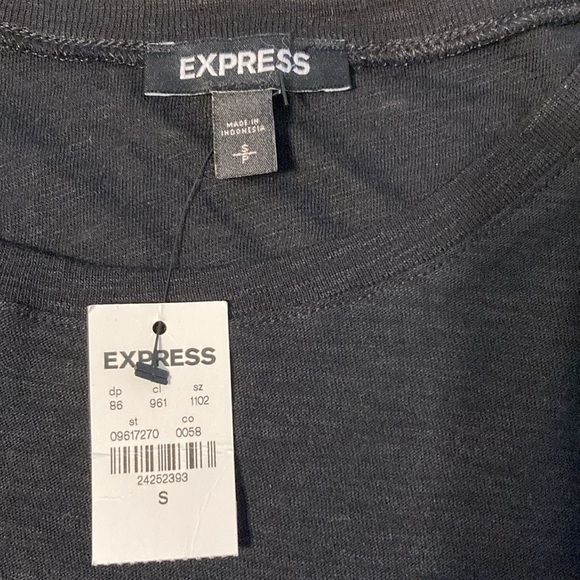 EXPRESS
MADE IN
INDONESIA
S
P
EXPRESS
dp cl sz
86 961 1102
st co
09617270 0058
24252393
S